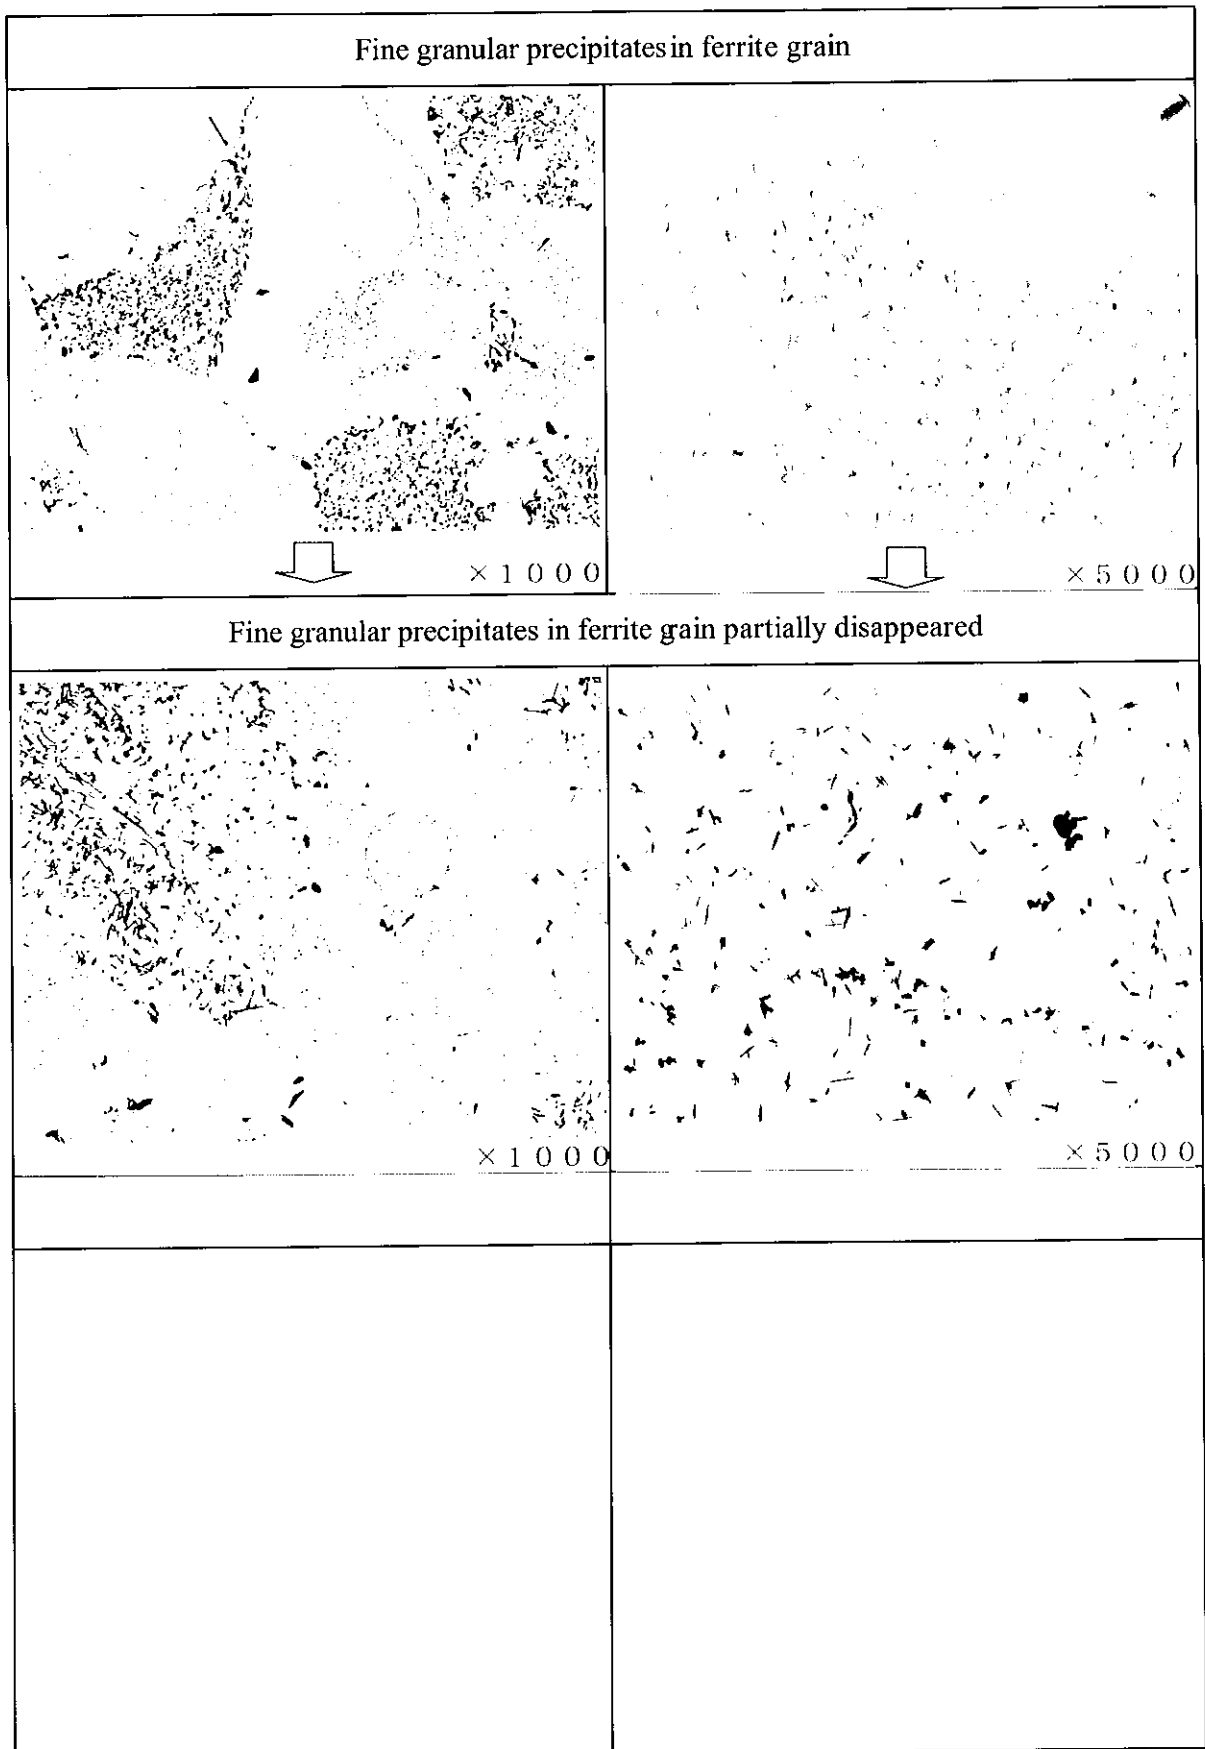 Fine granular precipitates in ferrite grain
×1000
×5000
Fine granular precipitates in ferrite grain partially disappeared
×1000
×5000